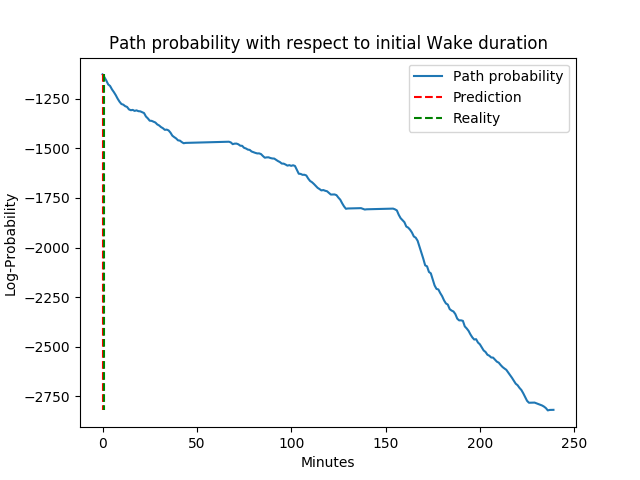 Path probability with respect to initial Wake duration
Path probability
Prediction
Reality
Log-Probability
−1250
−1500
−1750
−2000
−2250
−2500
−2750
0 50 100 150 200 250
Minutes